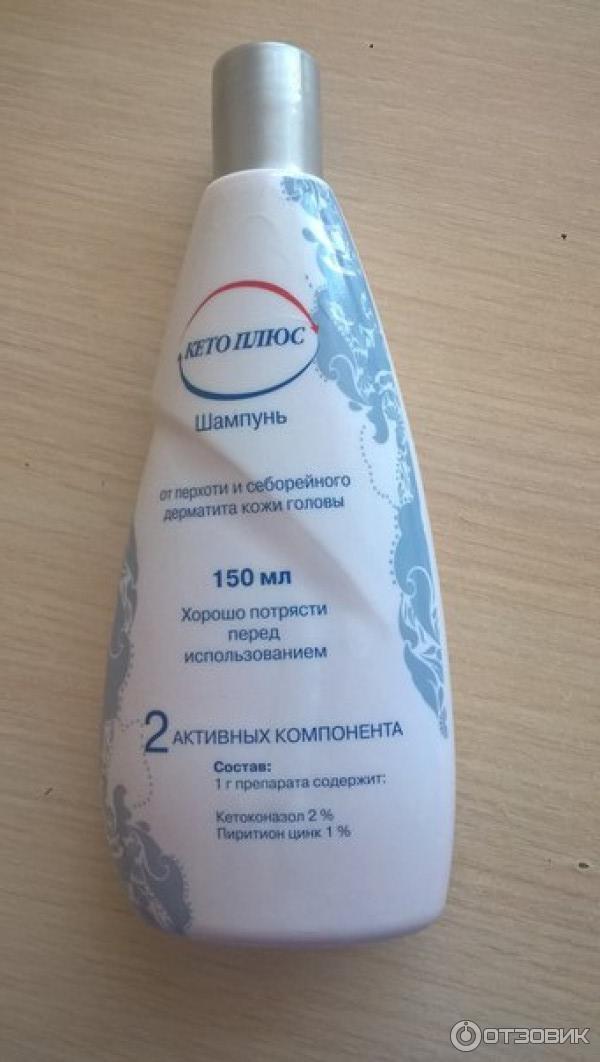 КЕТО ПЛЮС
Шампунь
от перхоти и себорейного
дерматита кожи головы
150 мл
Хорошо потрясти
перед
использованием
2 АКТИВНЫХ КОМПОНЕНТА
Состав:
1 г препарата содержит:
Кетоконазол 2 %
Пиритион цинк 1 %
ОТЗОВИК